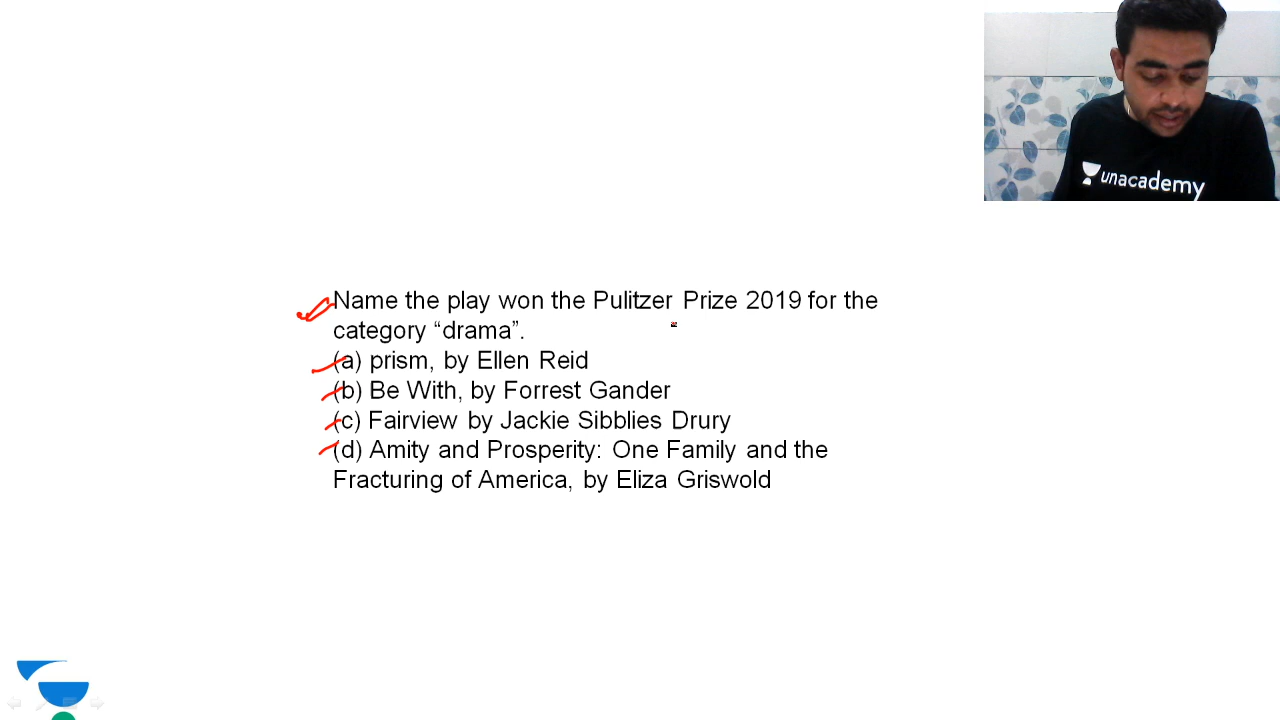 unacademy
Name the play won the Pulitzer Prize 2019 for the
category “drama”.
(a) prism, by Ellen Reid
(b) Be With, by Forrest Gander
(c) Fairview by Jackie Sibblies Drury
(d) Amity and Prosperity: One Family and the
Fracturing of America, by Eliza Griswold